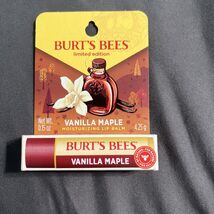 BURT'S BEES
limited edition
Net Wt.
0.15 oz
4.25 g
VANILLA MAPLE
MOISTURIZING LIP BALM
BURT'S BEES
VANILLA MAPLE